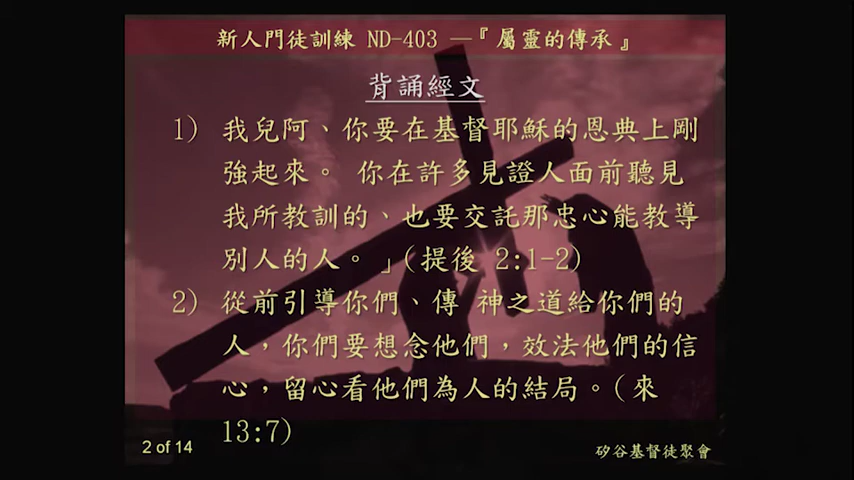 新人門徒訓練 ND-403 —『屬靈的傳承』
背誦經文
1) 我兒阿、你要在基督耶穌的恩典上剛
強起來。 你在許多見證人面前聽見
我所教訓的、也要交託那忠心能教導
別人的人。」(提後 2:1-2)
2) 從前引導你們、傳 神之道給你們的
人，你們要想念他們，效法他們的信
心，留心看他們為人的結局。(來
13:7)
2 of 14
矽谷基督徒聚會